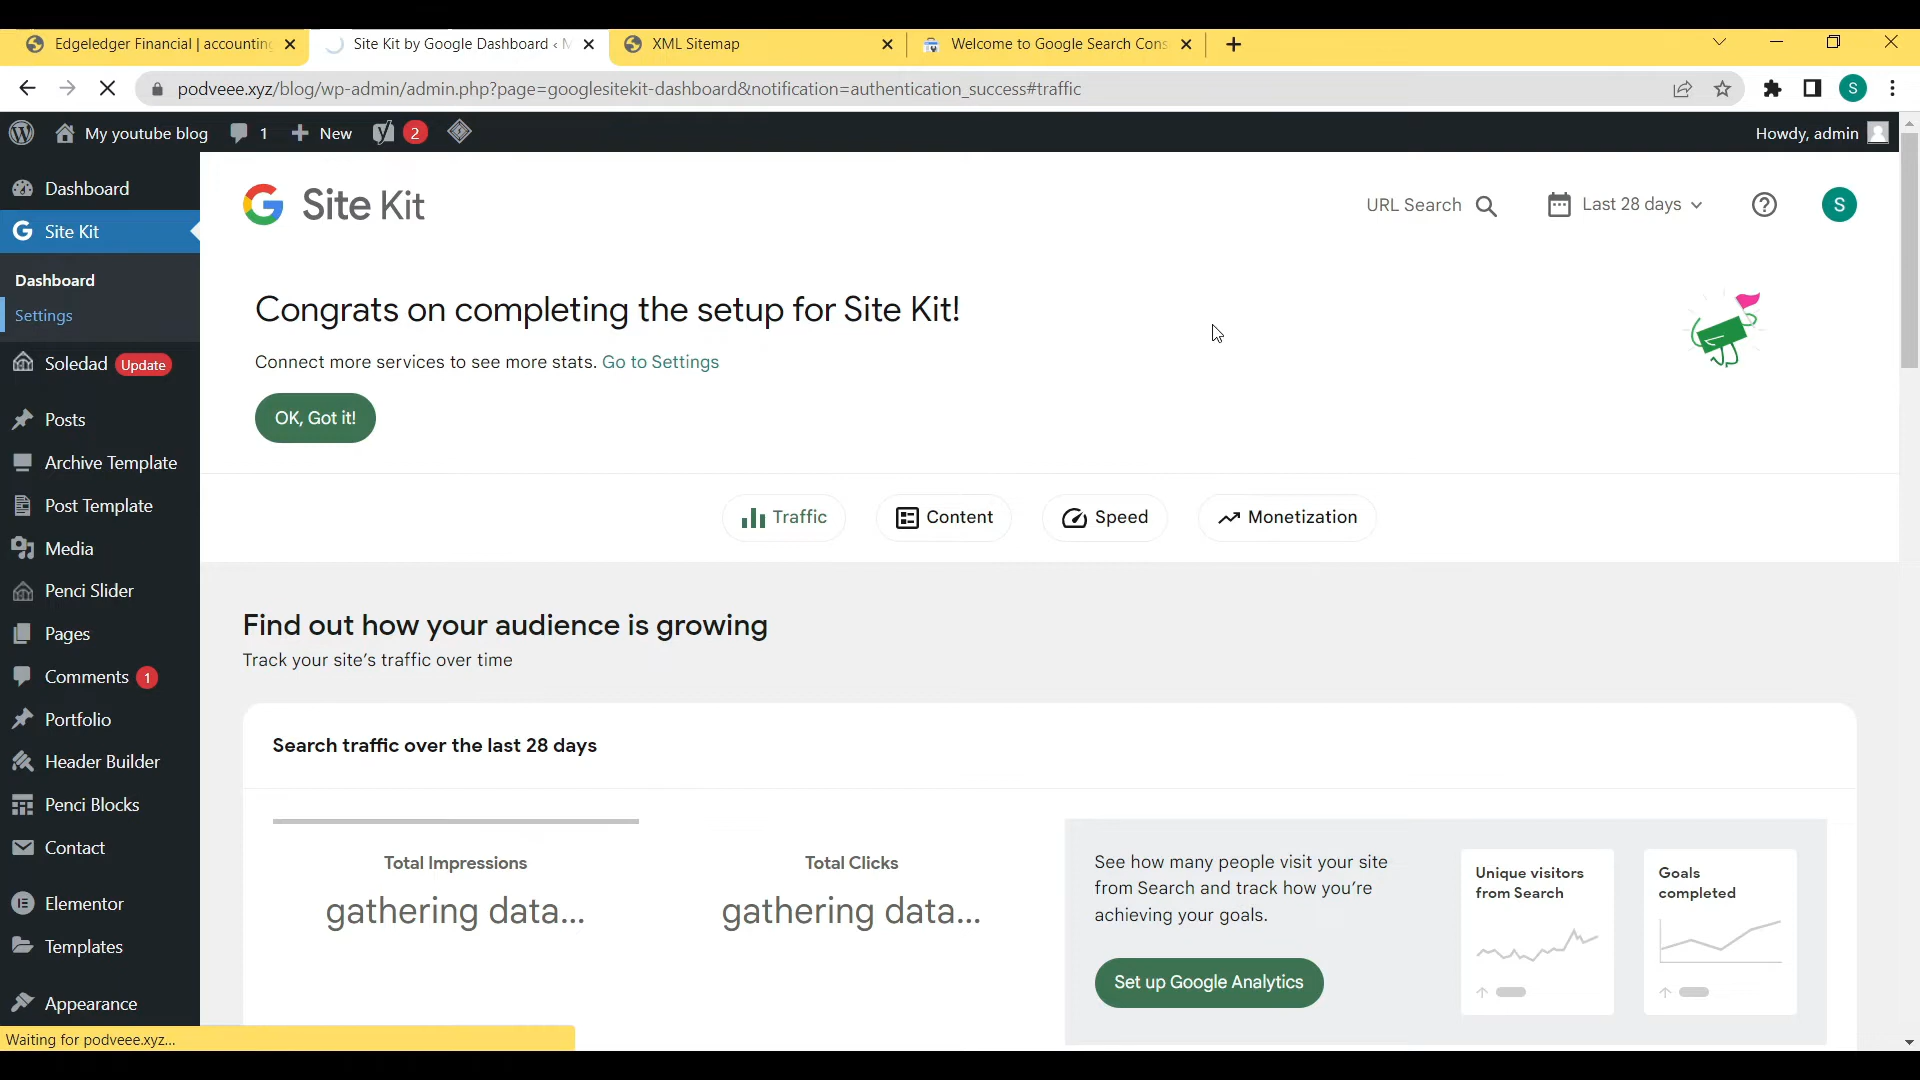 Edgeledger Financial | accounting
Site Kit by Google Dashboard ‹ M
XML Sitemap
Welcome to Google Search Cons
podveee.xyz/blog/wp-admin/admin.php?page=googlesitekit-dashboard&notification=authentication_success#traffic
S
My youtube blog
1
New
2
Howdy, admin
Dashboard
Site Kit
Dashboard
Settings
Soledad Update
Posts
Archive Template
Post Template
Media
Penci Slider
Pages
Comments 1
Portfolio
Header Builder
Penci Blocks
Contact
Elementor
Templates
Appearance
Waiting for podveee.xyz...
G Site Kit
URL Search
Last 28 days
?
S
Congrats on completing the setup for Site Kit!
Connect more services to see more stats. Go to Settings
OK, Got it!
Traffic
Content
Speed
Monetization
Find out how your audience is growing
Track your site's traffic over time
Search traffic over the last 28 days
Total Impressions
gathering data...
Total Clicks
gathering data...
See how many people visit your site
from Search and track how you're
achieving your goals.
Set up Google Analytics
Unique visitors
from Search
Goals
completed